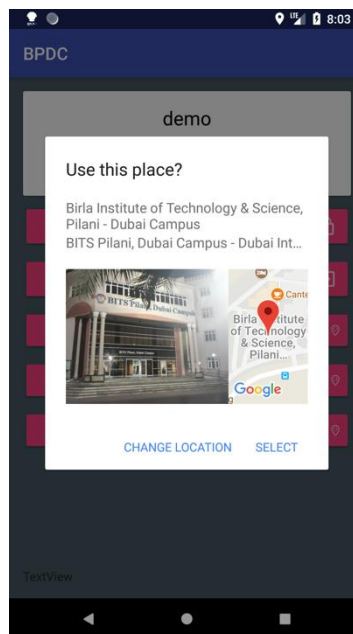 8:03
BPDC
demo
Use this place?
Birla Institute of Technology & Science,
Pilani - Dubai Campus
BITS Pilani, Dubai Campus - Dubai Int...
BITS Pilani, Dubai Campus
Cante
Birla Institute
of Technology
& Science,
Pilani...
Google
CHANGE LOCATION SELECT
TextView